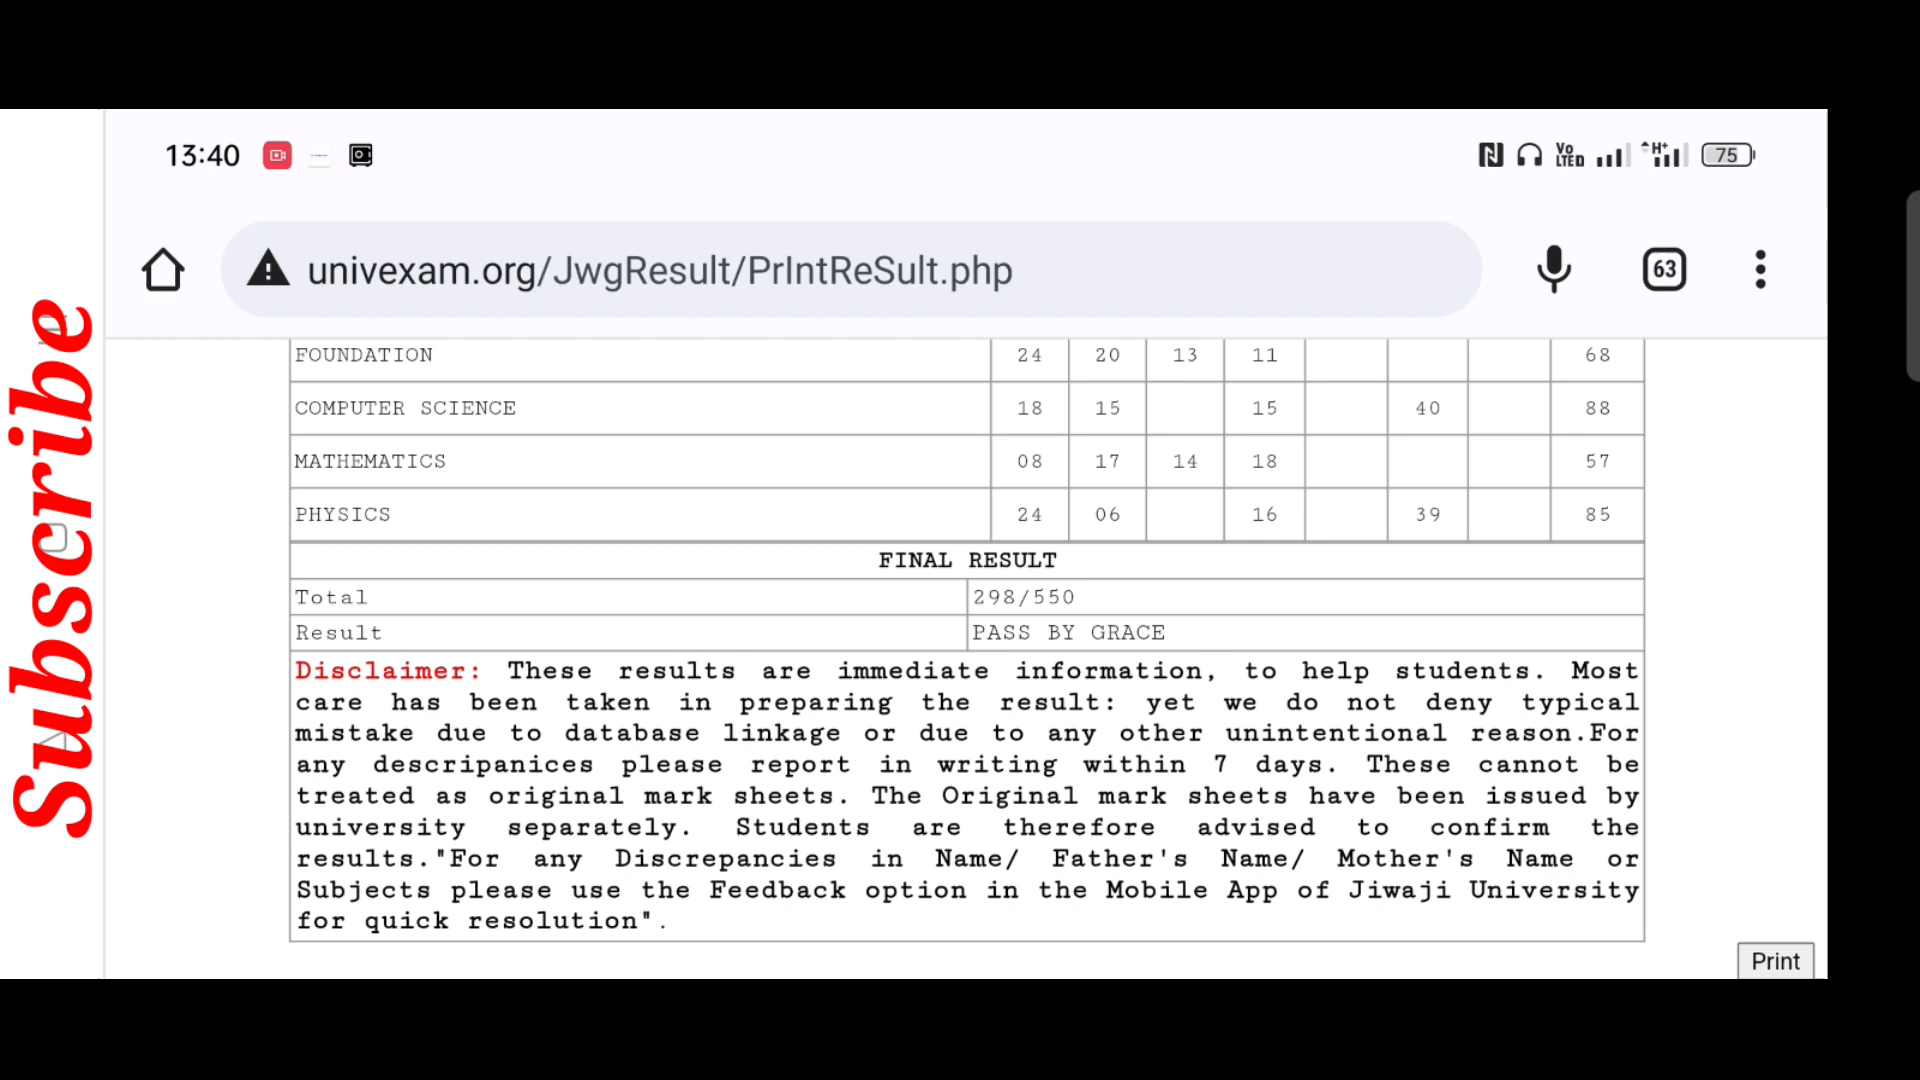 13:40
Vo LTED H+ 75
univexam.org/JwgResult/PrIntReSult.php
63
Subscribe
FOUNDATION 24 20 13 11 68
COMPUTER SCIENCE 18 15 15 40 88
MATHEMATICS 08 17 14 18 57
PHYSICS 24 06 16 39 85
FINAL RESULT
Total 298/550
Result PASS BY GRACE
Disclaimer: These results are immediate information, to help students. Most
care has been taken in preparing the result: yet we do not deny typical
mistake due to database linkage or due to any other unintentional reason.For
any descripanices please report in writing within 7 days. These cannot be
treated as original mark sheets. The Original mark sheets have been issued by
university separately. Students are therefore advised to confirm the
results."For any Discrepancies in Name/ Father's Name/ Mother's Name or
Subjects please use the Feedback option in the Mobile App of Jiwaji University
for quick resolution".
Print